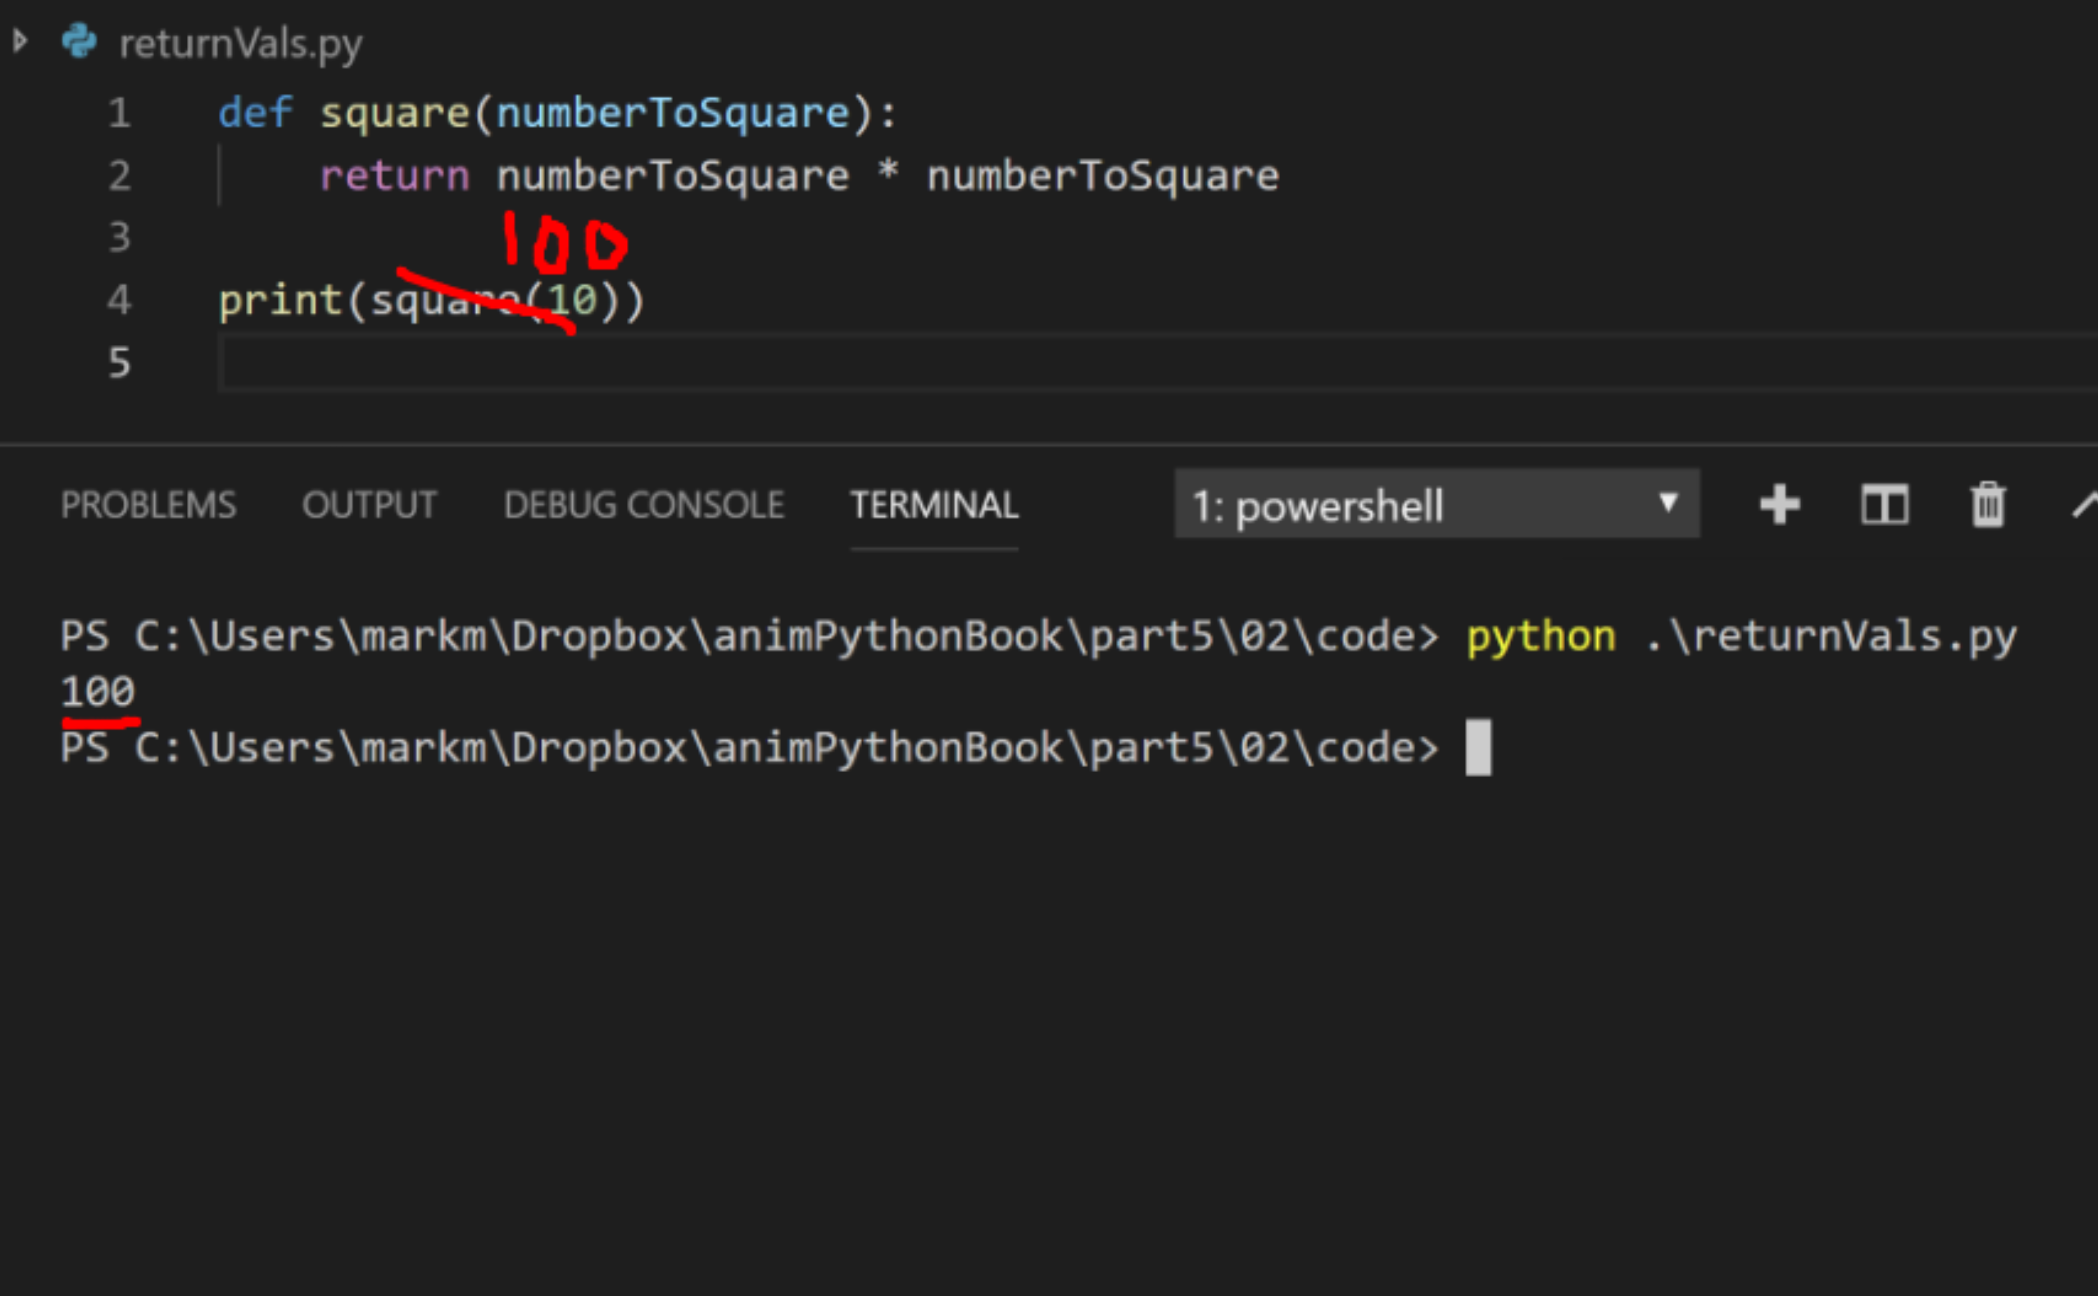 returnVals.py
1 def square(numberToSquare):
2     return numberToSquare * numberToSquare
3 100
4 print(square(10))
5
PROBLEMS OUTPUT DEBUG CONSOLE TERMINAL 1: powershell
PS C:\Users\markm\Dropbox\animPythonBook\part5\02\code> python .\returnVals.py
100
PS C:\Users\markm\Dropbox\animPythonBook\part5\02\code>